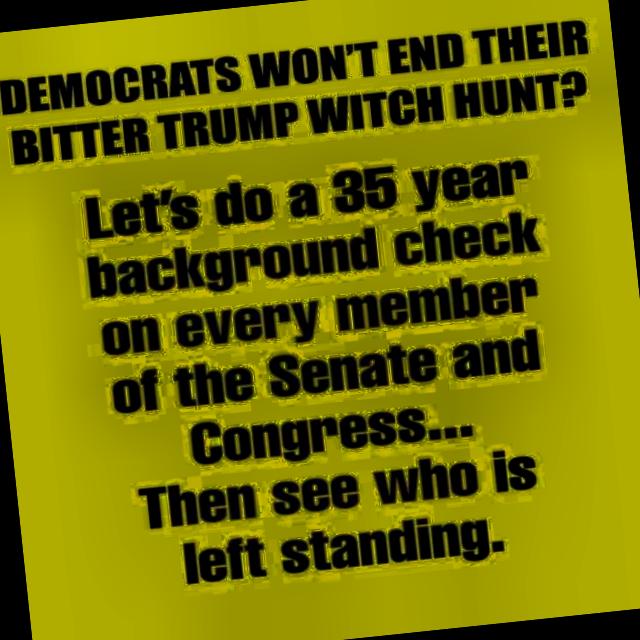 DEMOCRATS WON'T END THEIR
BITTER TRUMP WITCH HUNT?
Let's do a 35 year
background check
on every member
of the Senate and
Congress...
Then see who is
left standing.